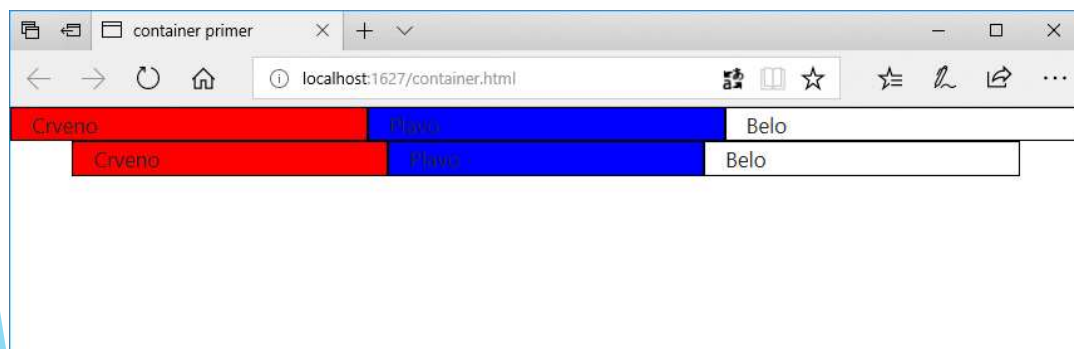 container primer
localhost:1627/container.html
Crveno Plavo Belo
Crveno Plavo Belo